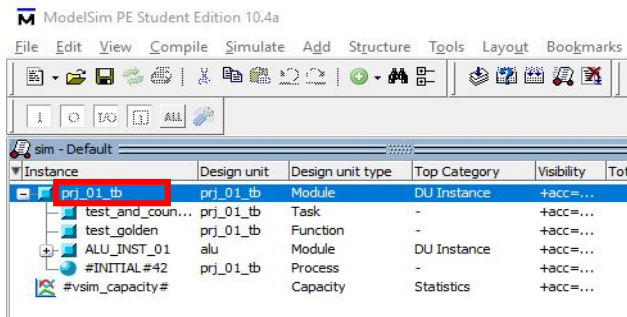 ModelSim PE Student Edition 10.4a
File Edit View Compile Simulate Add Structure Tools Layout Bookmarks
I O I/O ALL
sim - Default
Instance Design unit Design unit type Top Category Visibility Tot
prj_01_tb prj_01_tb Module DU Instance +acc=...
test_and_coun... prj_01_tb Task - +acc=...
test_golden prj_01_tb Function - +acc=...
ALU_INST_01 alu Module DU Instance +acc=...
#INITIAL#42 prj_01_tb Process - +acc=...
#vsim_capacity# Capacity Statistics +acc=...